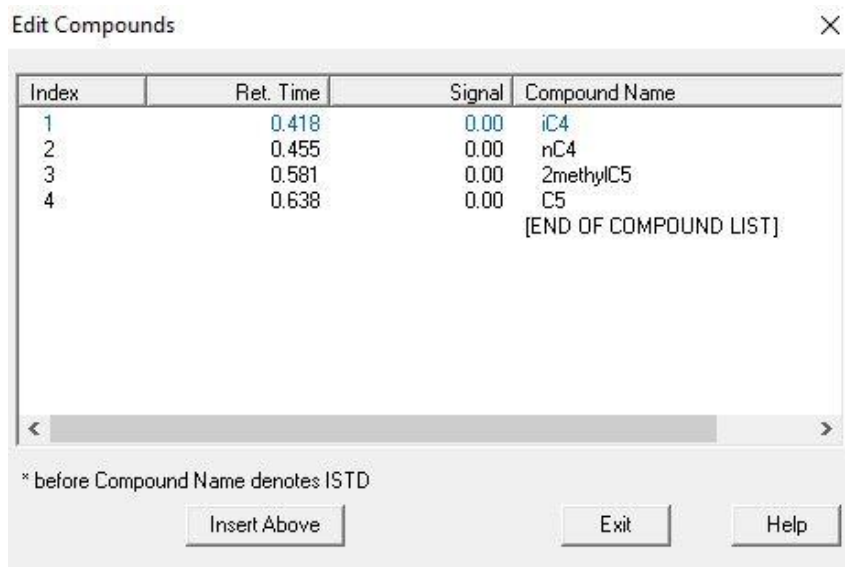 Edit Compounds
Index Ret. Time Signal Compound Name
1 0.418 0.00 iC4
2 0.455 0.00 nC4
3 0.581 0.00 2methylC5
4 0.638 0.00 C5
[END OF COMPOUND LIST]
* before Compound Name denotes ISTD
Insert Above Exit Help